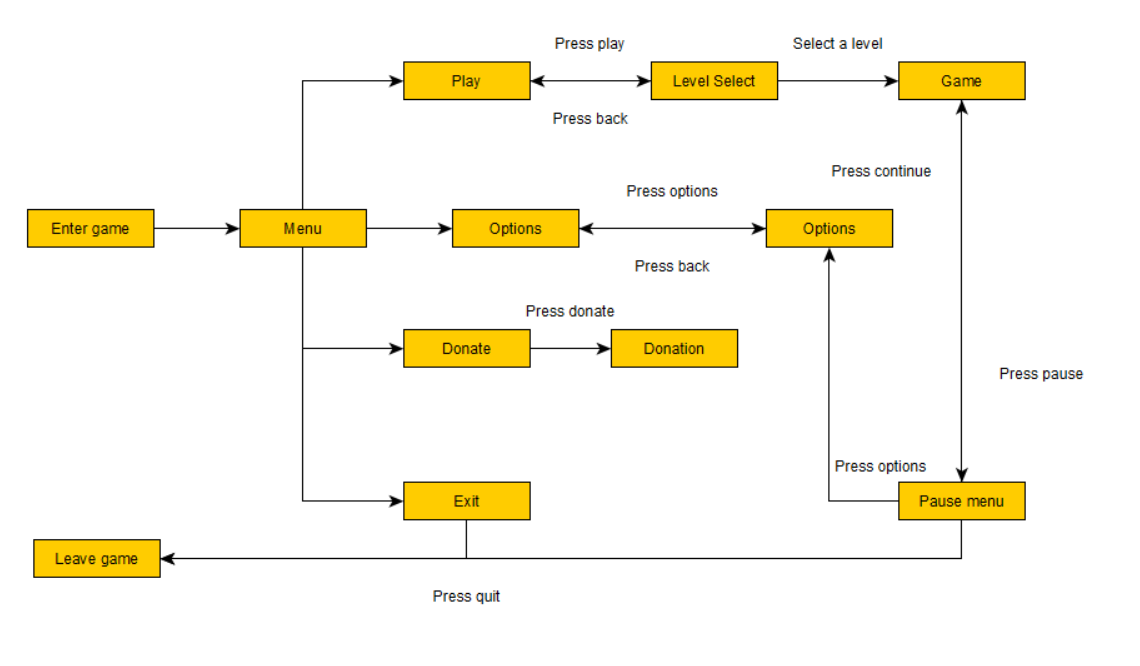 Press play
Select a level
Play
Level Select
Game
Press back
Press continue
Press options
Enter game
Menu
Options
Options
Press back
Press donate
Donate
Donation
Press pause
Press options
Exit
Pause menu
Leave game
Press quit